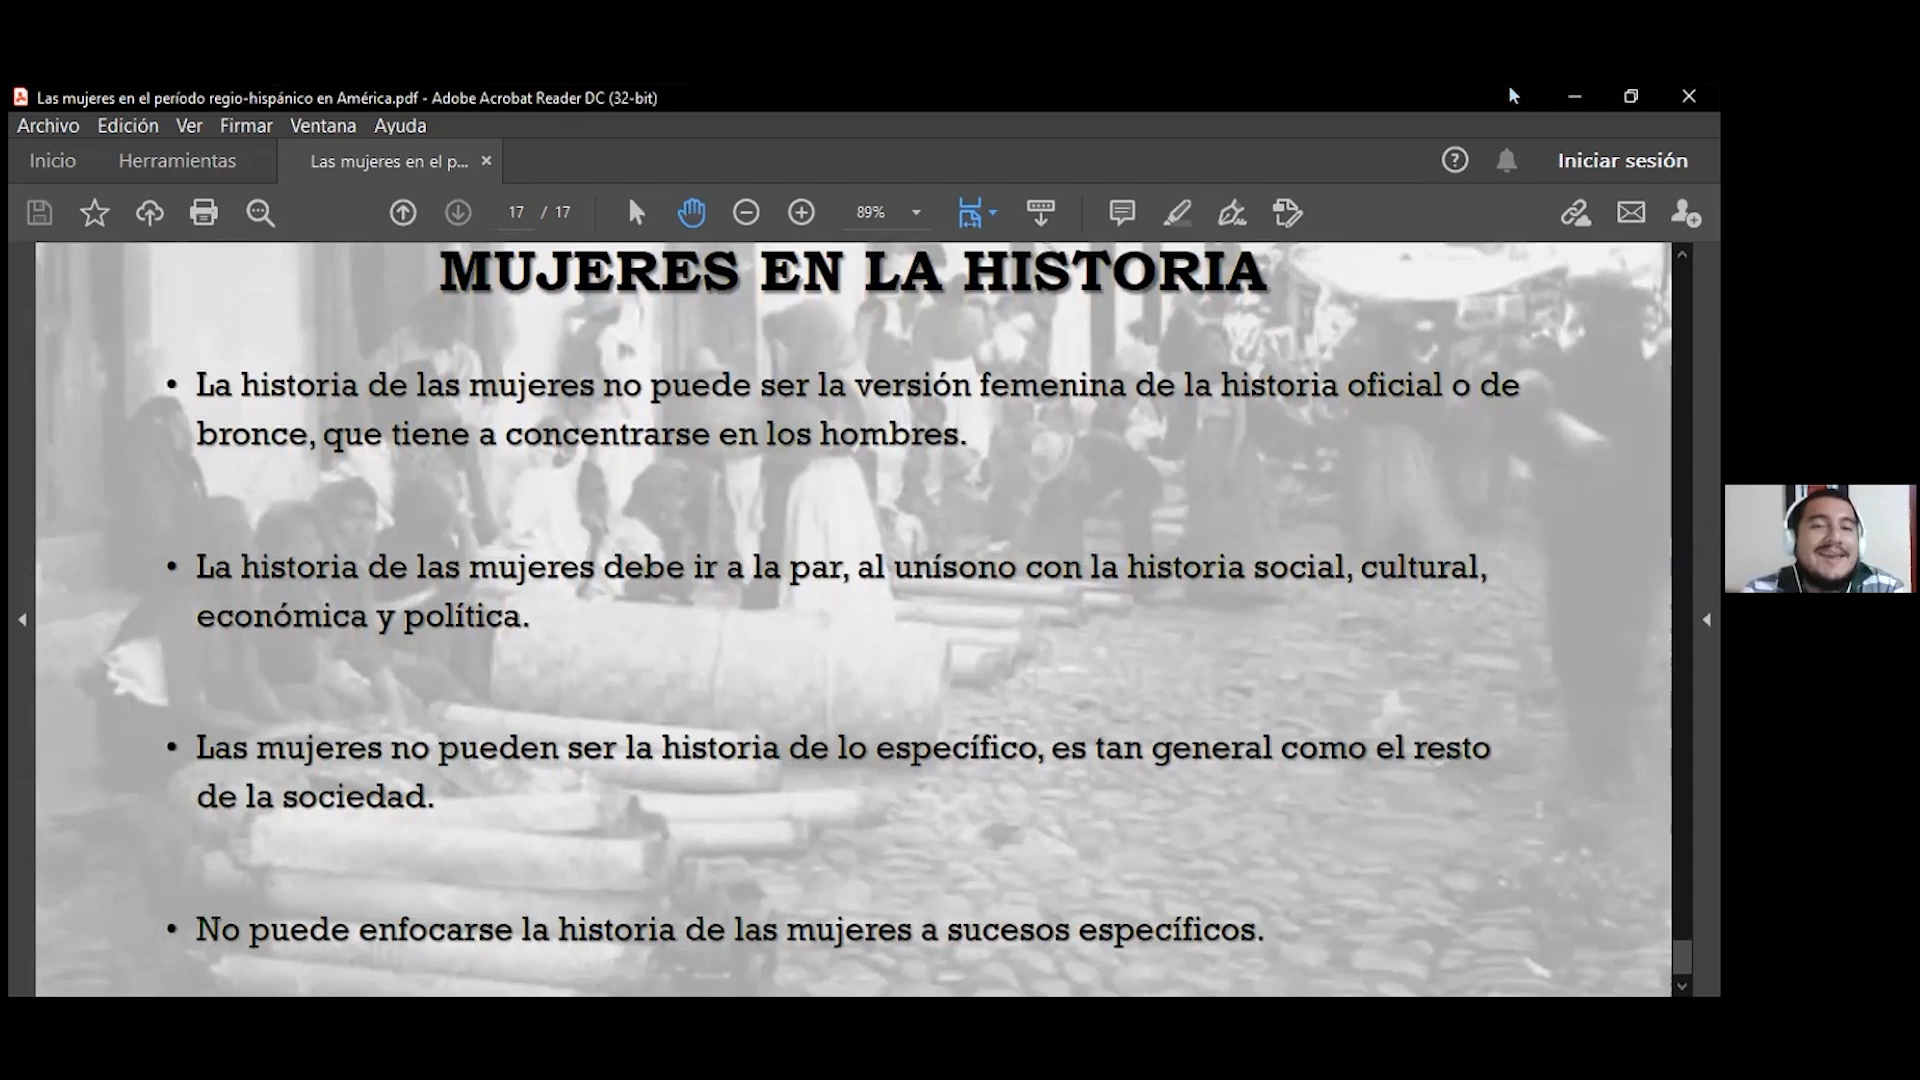 Las mujeres en el período regio-hispánico en América.pdf - Adobe Acrobat Reader DC (32-bit)
Archivo Edición Ver Firmar Ventana Ayuda
Inicio Herramientas Las mujeres en el p... Iniciar sesión
17 / 17 89%
MUJERES EN LA HISTORIA
• La historia de las mujeres no puede ser la versión femenina de la historia oficial o de
bronce, que tiene a concentrarse en los hombres.
• La historia de las mujeres debe ir a la par, al unísono con la historia social, cultural,
económica y política.
• Las mujeres no pueden ser la historia de lo específico, es tan general como el resto
de la sociedad.
• No puede enfocarse la historia de las mujeres a sucesos específicos.